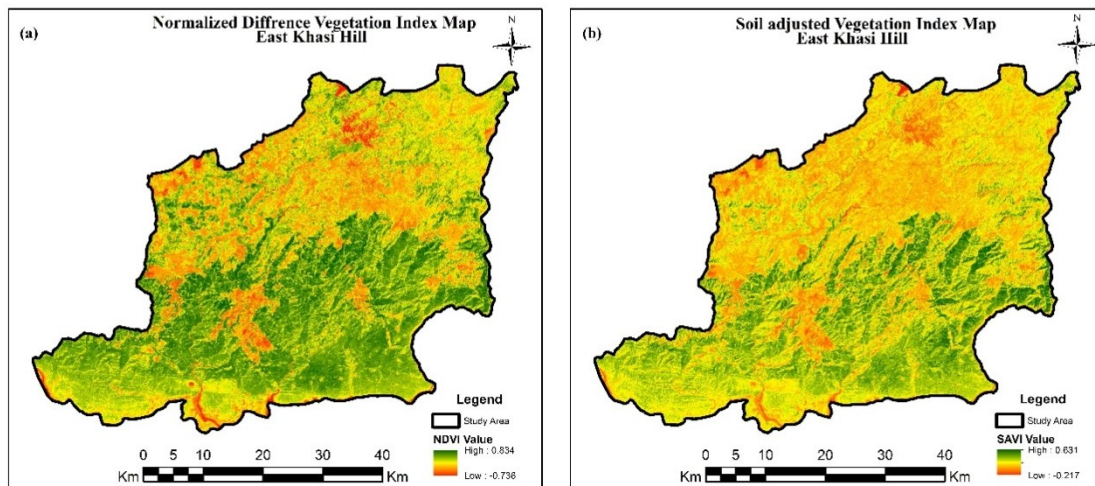 (a)
Normalized Diffrence Vegetation Index Map
East Khasi Hill
N
Legend
Study Area
NDVI Value
High : 0.834
Low : -0.736
0 5 10 20 30 40
Km Km
(b)
Soil adjusted Vegetation Index Map
East Khasi Hill
N
Legend
Study Area
SAVI Value
High : 0.631
Low : -0.217
0 5 10 20 30 40
Km Km